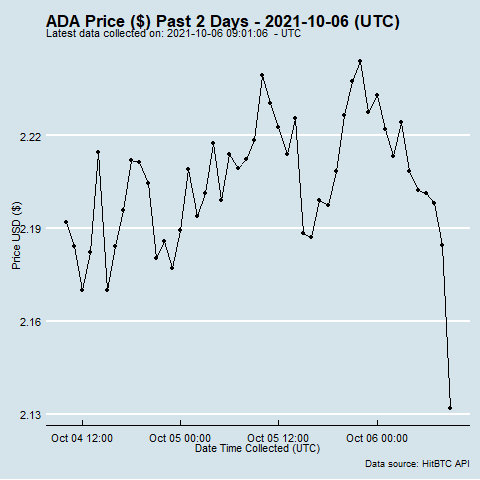 ADA Price ($) Past 2 Days - 2021-10-06 (UTC)
Latest data collected on: 2021-10-06 09:01:06  - UTC
Price USD ($)
2.22
2.19
2.16
2.13
Oct 04 12:00 Oct 05 00:00 Oct 05 12:00 Oct 06 00:00
Date Time Collected (UTC)
Data source: HitBTC API